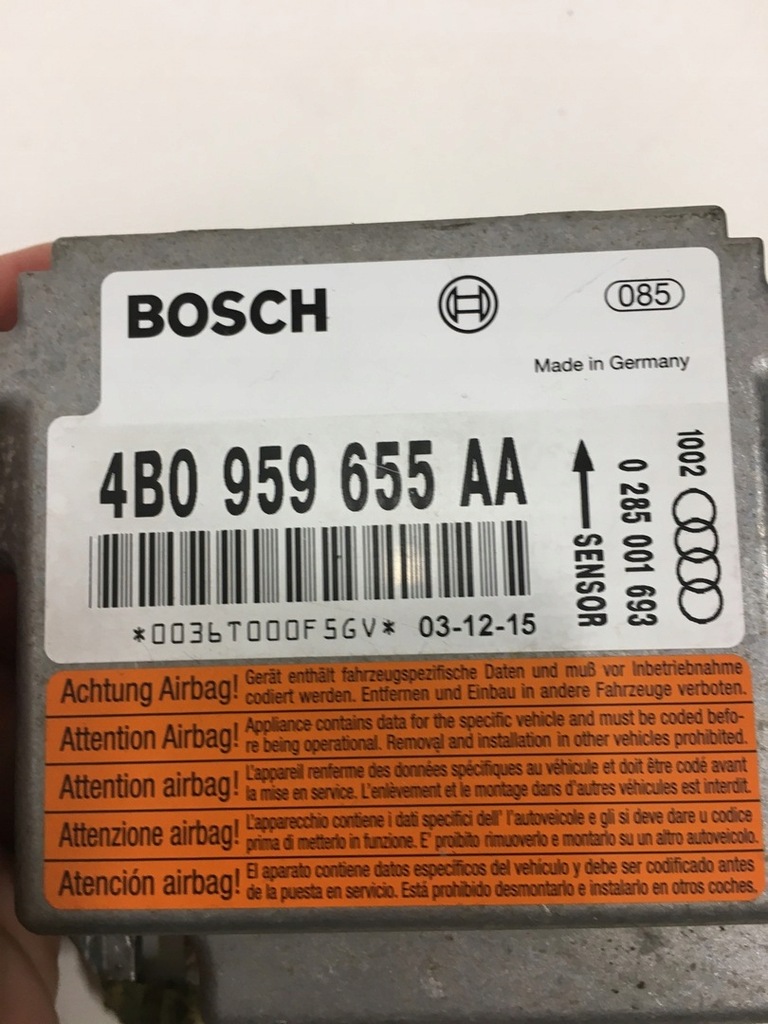 BOSCH
085
Made in Germany
4B0 959 655 AA
*0036T000F5GV* 03-12-15
SENSOR
0 285 001 693
1002
Achtung Airbag! Gerät enthält fahrzeugspezifische Daten und muß vor Inbetriebnahme
codiert werden. Entfernen und Einbau in andere Fahrzeuge verboten.
Attention Airbag! Appliance contains data for the specific vehicle and must be coded befo-
re being operational. Removal and installation in other vehicles prohibited.
Attention airbag! L'appareil renferme des données spécifiques au véhicule et doit être codé avant
la mise en service. L'enlèvement et le montage dans d'autres véhicules est interdit.
Attenzione airbag! L'apparecchio contiene i dati specifici dell' l'autoveicole e gli si deve dare u codice
prima di metterlo in funzione. E' proibito rimuoverlo e montarlo su un altro autoveicolo.
Atención airbag! El aparato contiene datos especificos del vehículo y debe ser codificado antes
de la puesta en servicio. Está prohibido desmontarlo e instalarlo en otros coches.